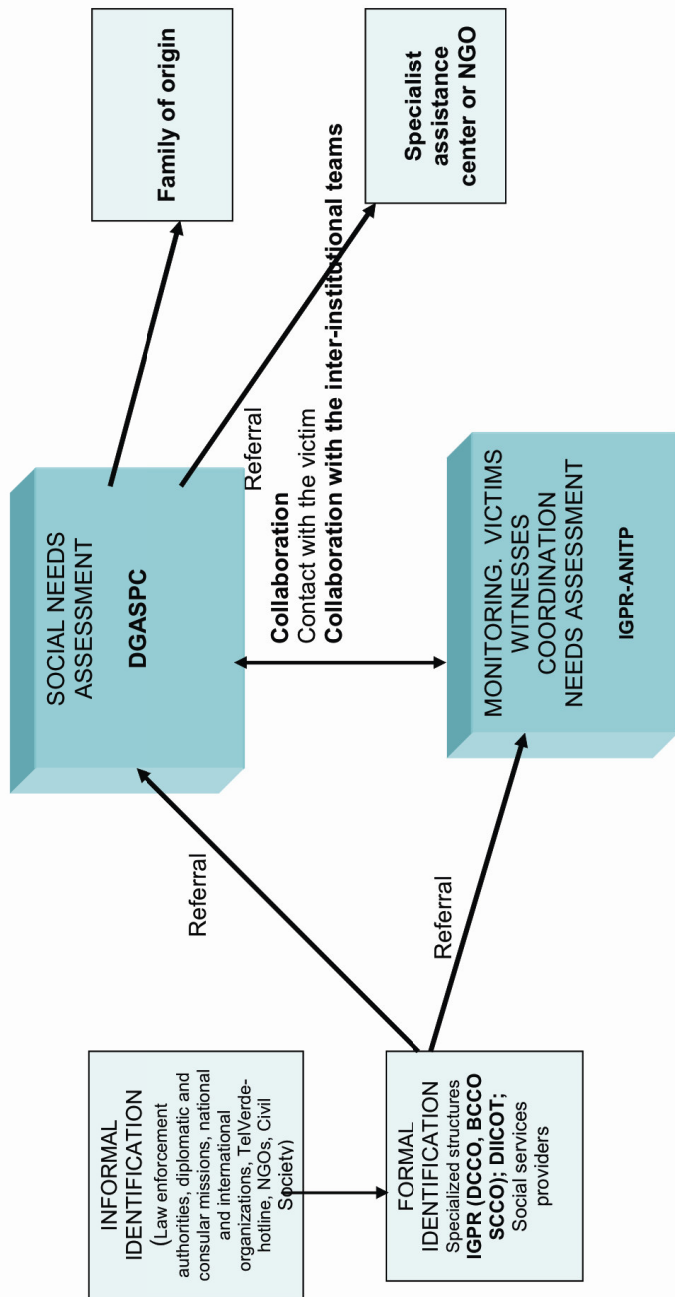 INFORMAL
IDENTIFICATION
(Law enforcement
authorities, diplomatic and
consular missions, national
and international
organizations, TelVerde-
hotline, NGOs, Civil
Society)
FORMAL
IDENTIFICATION
Specialized structures
IGPR (DCCO, BCCO
SCCO); DIICOT;
Social services
providers
Referral
Referral
SOCIAL NEEDS
ASSESSMENT
DGASPC
Collaboration
Contact with the victim
Collaboration with the inter-institutional teams
MONITORING. VICTIMS
WITNESSES
COORDINATION
NEEDS ASSESSMENT
IGPR-ANITP
Referral
Family of origin
Specialist
assistance
center or NGO